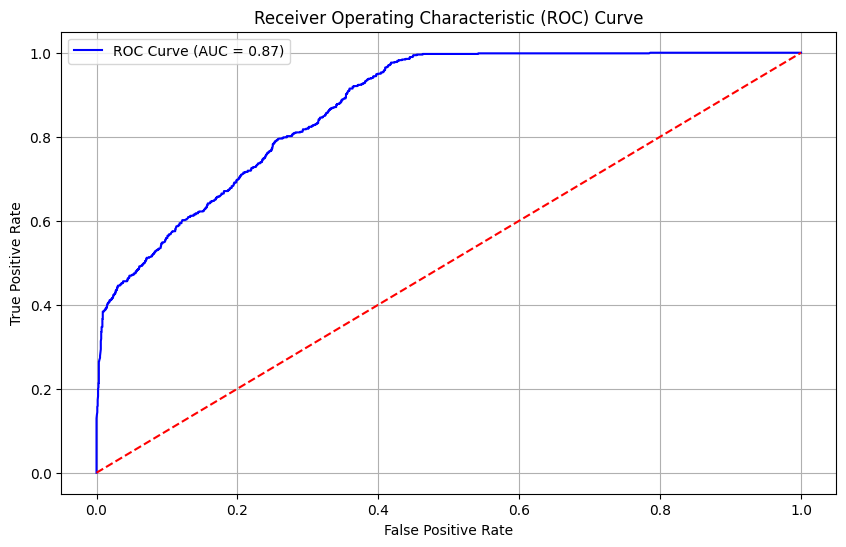 Receiver Operating Characteristic (ROC) Curve
ROC Curve (AUC = 0.87)
True Positive Rate
1.0
0.8
0.6
0.4
0.2
0.0
0.0 0.2 0.4 0.6 0.8 1.0
False Positive Rate